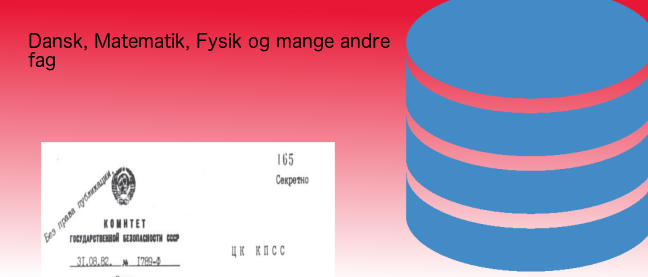 Dansk, Matematik, Fysik og mange andre
fag
165
Секретно
Без права публикации
КОМИТЕТ
ГОСУДАРСТВЕННОЙ БЕЗОПАСНОСТИ СССР
ЦК КПСС
31.08.82. № 1789-Ф